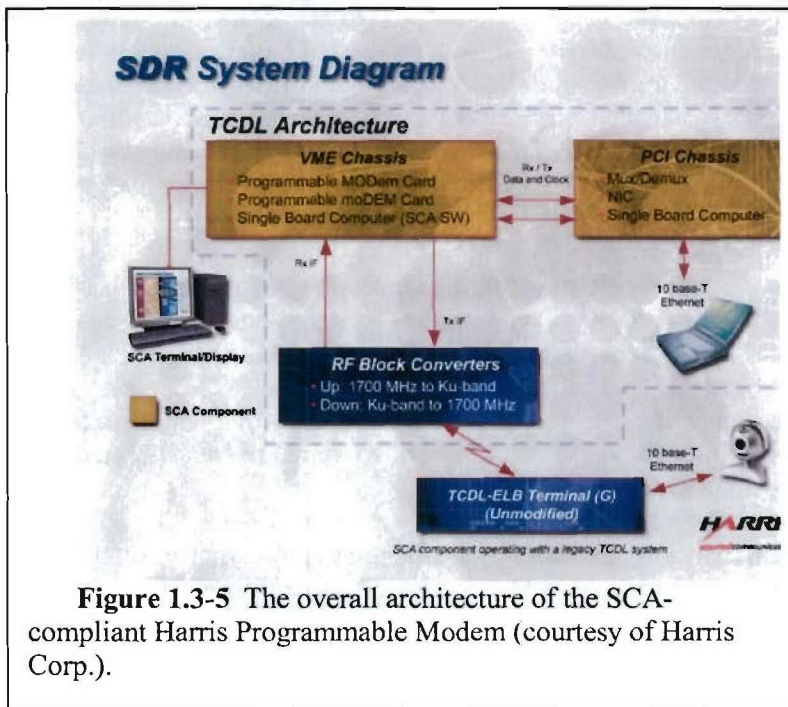 SDR System Diagram
TCDL Architecture
VME Chassis
- Programmable MODem Card
- Programmable moDEM Card
- Single Board Computer (SCA SW)
Rx / Tx
Data and Clock
PCI Chassis
- Mux/Demux
- NIC
- Single Board Computer
Rx IF
Tx IF
10 base-T
Ethernet
SCA Terminal/Display
RF Block Converters
- Up: 1700 MHz to Ku-band
- Down: Ku-band to 1700 MHz
SCA Component
10 base-T
Ethernet
TCDL-ELB Terminal (G)
(Unmodified)
SCA component operating with a legacy TCDL system
Figure 1.3-5 The overall architecture of the SCA-
compliant Harris Programmable Modem (courtesy of Harris
Corp.).